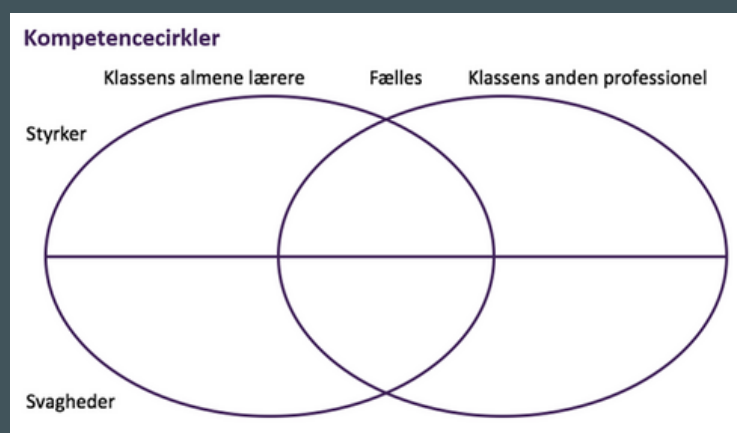 Kompetencecirkler
Klassens almene lærere
Fælles
Klassens anden professionel
Styrker
Svagheder